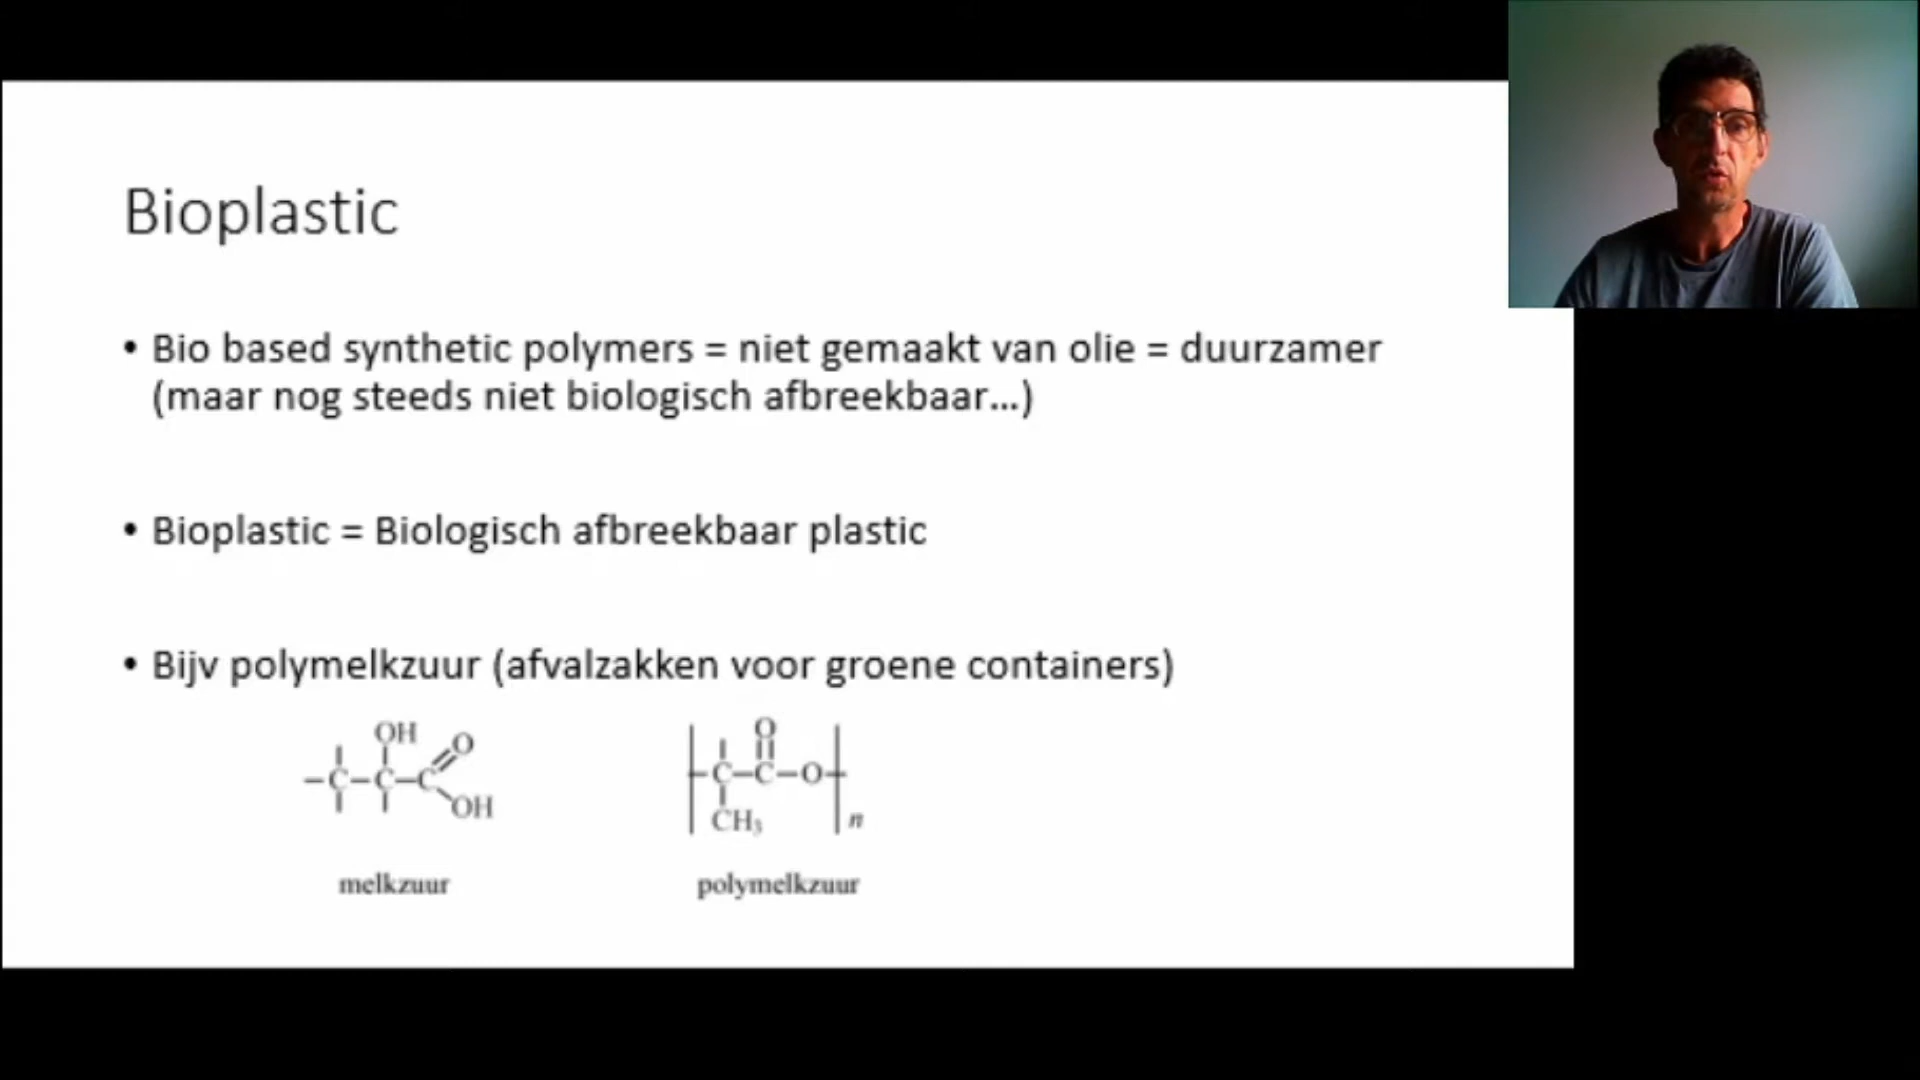 Bioplastic
• Bio based synthetic polymers = niet gemaakt van olie = duurzamer
(maar nog steeds niet biologisch afbreekbaar...)
• Bioplastic = Biologisch afbreekbaar plastic
• Bijv polymelkzuur (afvalzakken voor groene containers)
OH O
–C–C–C
OH
O
C–C–O
CH₃ n
melkzuur polymelkzuur